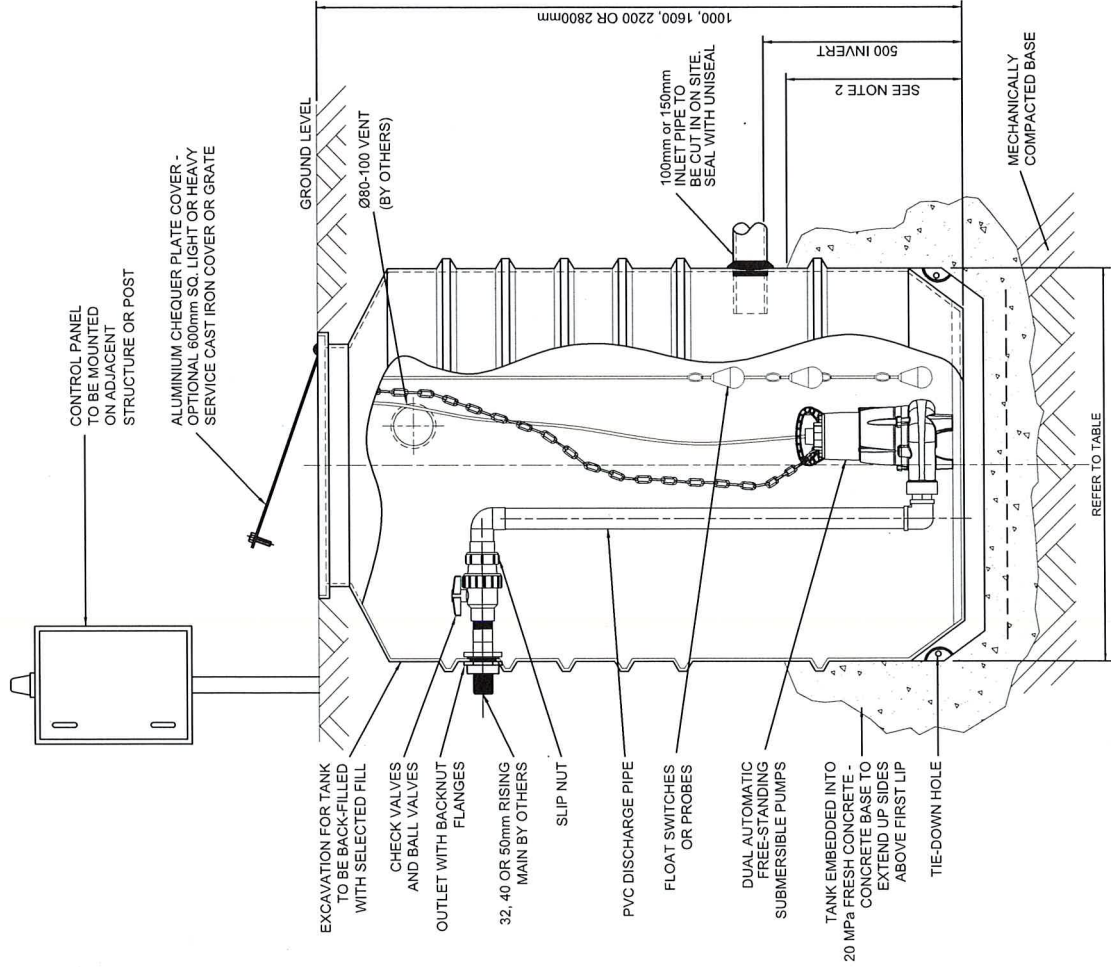 CONTROL PANEL
TO BE MOUNTED
ON ADJACENT
STRUCTURE OR POST
ALUMINIUM CHEQUER PLATE COVER -
OPTIONAL 600mm SQ. LIGHT OR HEAVY
SERVICE CAST IRON COVER OR GRATE
GROUND LEVEL
Ø80-100 VENT
(BY OTHERS)
100mm or 150mm
INLET PIPE TO
BE CUT IN ON SITE.
SEAL WITH UNISEAL
1000, 1600, 2200 OR 2800mm
500 INVERT
SEE NOTE 2
MECHANICALLY
COMPACTED BASE
REFER TO TABLE
EXCAVATION FOR TANK
TO BE BACK-FILLED
WITH SELECTED FILL
CHECK VALVES
AND BALL VALVES
OUTLET WITH BACKNUT
FLANGES
32, 40 OR 50mm RISING
MAIN BY OTHERS
SLIP NUT
PVC DISCHARGE PIPE
FLOAT SWITCHES
OR PROBES
DUAL AUTOMATIC
FREE-STANDING
SUBMERSIBLE PUMPS
TANK EMBEDDED INTO
20 MPa FRESH CONCRETE -
CONCRETE BASE TO
EXTEND UP SIDES
ABOVE FIRST LIP
TIE-DOWN HOLE